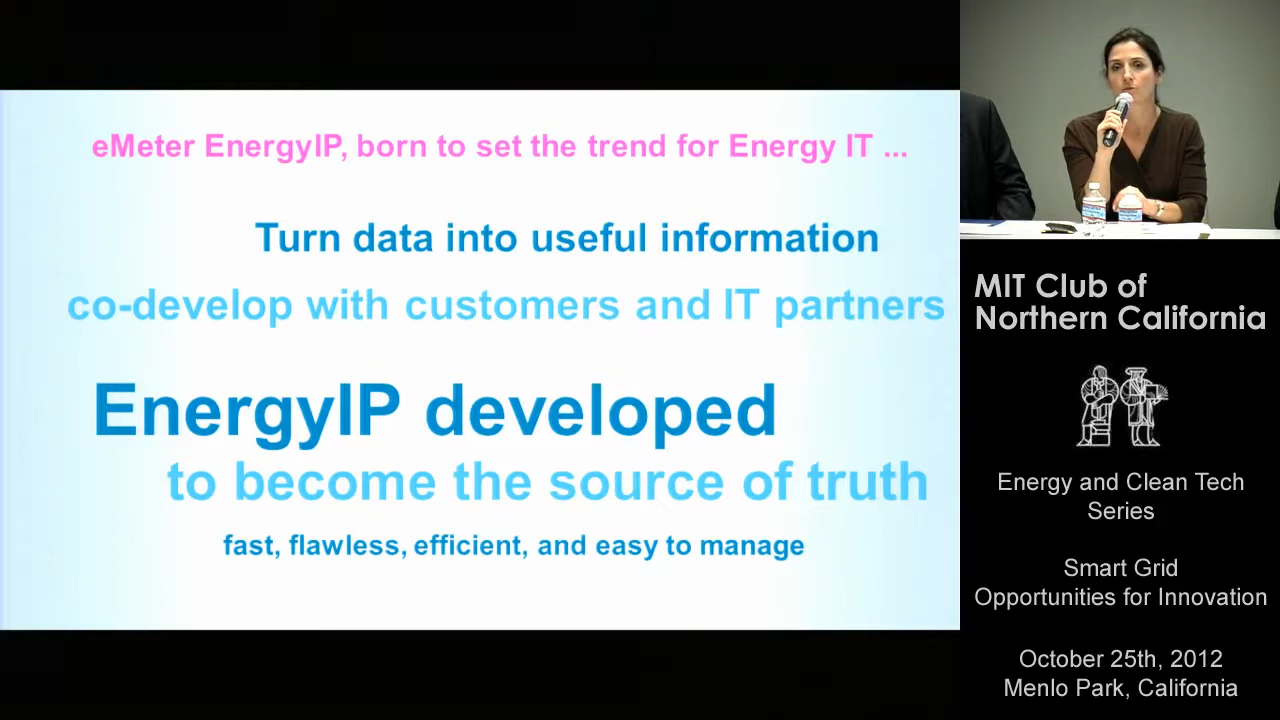 eMeter EnergyIP, born to set the trend for Energy IT ...
Turn data into useful information
co-develop with customers and IT partners
EnergyIP developed
to become the source of truth
fast, flawless, efficient, and easy to manage
MIT Club of
Northern California
Energy and Clean Tech
Series
Smart Grid
Opportunities for Innovation
October 25th, 2012
Menlo Park, California